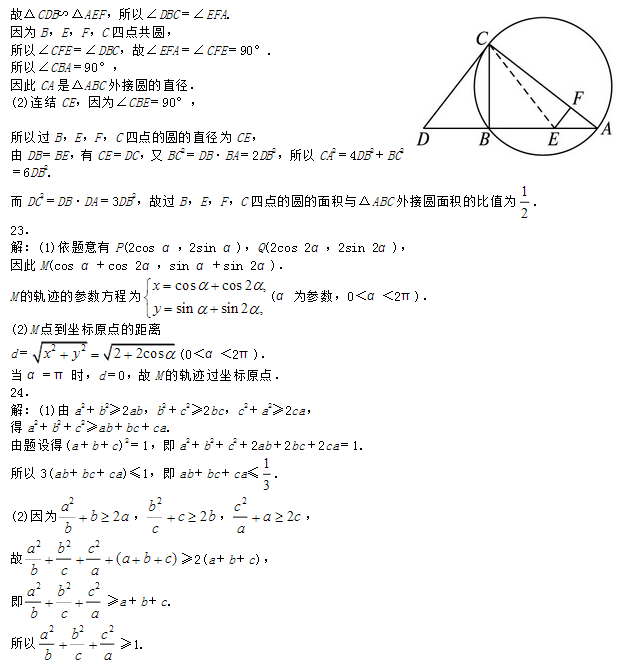 故△CDB∽△AEF，所以∠DBC＝∠EFA.
因为B，E，F，C四点共圆，
所以∠CFE＝∠DBC，故∠EFA＝∠CFE＝90°.
所以∠CBA＝90°，
因此CA是△ABC外接圆的直径.
(2)连结CE，因为∠CBE＝90°，
所以过B，E，F，C四点的圆的直径为CE，
由DB＝BE，有CE＝DC，又BC²＝DB·BA＝2DB²，所以CA²＝4DB²＋BC²
＝6DB².
而DC²＝DB·DA＝3DB²，故过B，E，F，C四点的圆的面积与△ABC外接圆面积的比值为1/2.
C
F
D
B
E
A
23.
解：(1)依题意有P(2cos α，2sin α)，Q(2cos 2α，2sin 2α)，
因此M(cos α＋cos 2α，sin α＋sin 2α).
M的轨迹的参数方程为{x＝cosα＋cos2α, y＝sinα＋sin2α, (α为参数，0＜α＜2π).
(2)M点到坐标原点的距离
d＝√(x²＋y²)＝√(2＋2cosα)(0＜α＜2π).
当α＝π时，d＝0，故M的轨迹过坐标原点.
24.
解：(1)由a²＋b²≥2ab，b²＋c²≥2bc，c²＋a²≥2ca，
得a²＋b²＋c²≥ab＋bc＋ca.
由题设得(a＋b＋c)²＝1，即a²＋b²＋c²＋2ab＋2bc＋2ca＝1.
所以3(ab＋bc＋ca)≤1，即ab＋bc＋ca≤1/3.
(2)因为a²/b＋b≥2a，b²/c＋c≥2b，c²/a＋a≥2c，
故a²/b＋b²/c＋c²/a＋(a＋b＋c)≥2(a＋b＋c)，
即a²/b＋b²/c＋c²/a≥a＋b＋c.
所以a²/b＋b²/c＋c²/a≥1.